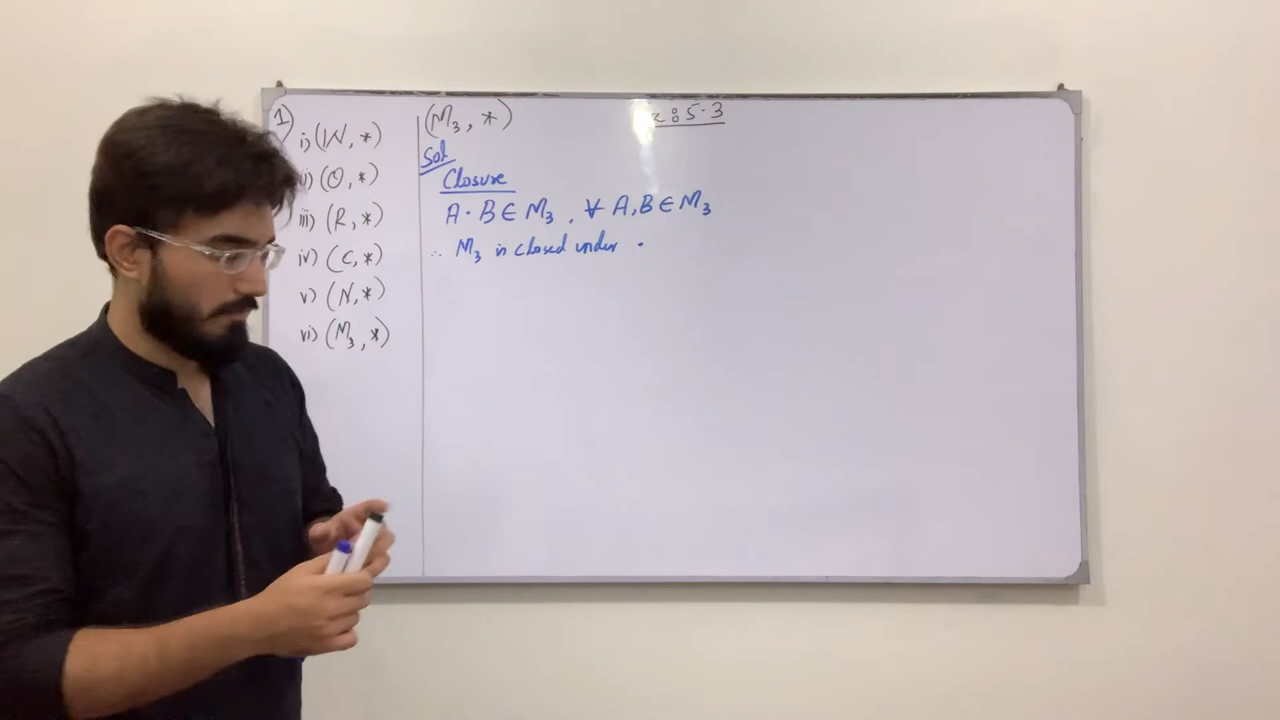 1)
i) (W, *)
ii) (O, *)
iii) (R, *)
iv) (C, *)
v) (N, *)
vi) (M₃, *)
(M₃, *)
: 5.3
Sol
Closure
A · B ∈ M₃ , ∀ A, B ∈ M₃
∴ M₃ is closed under ·